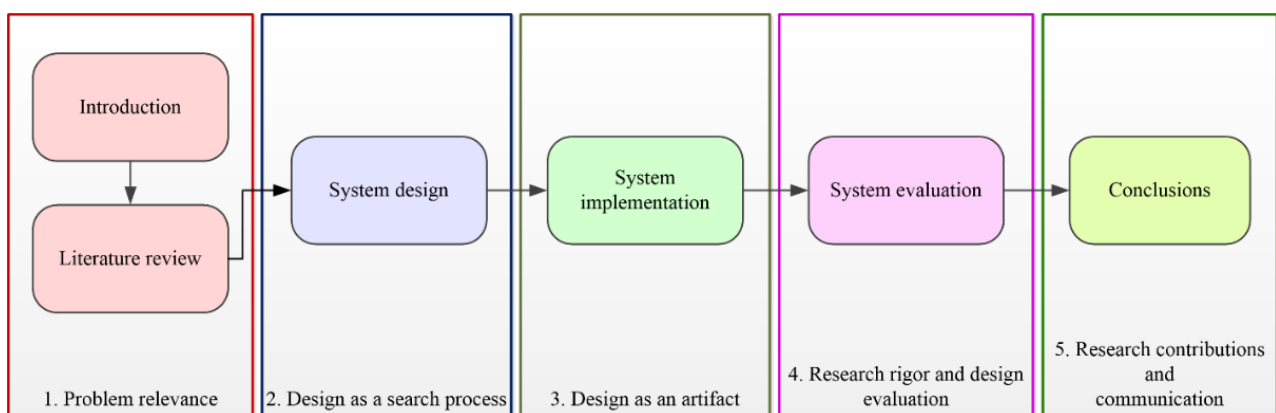 Introduction
Literature review
1. Problem relevance
System design
2. Design as a search process
System
implementation
3. Design as an artifact
System evaluation
4. Research rigor and design
evaluation
Conclusions
5. Research contributions
and
communication